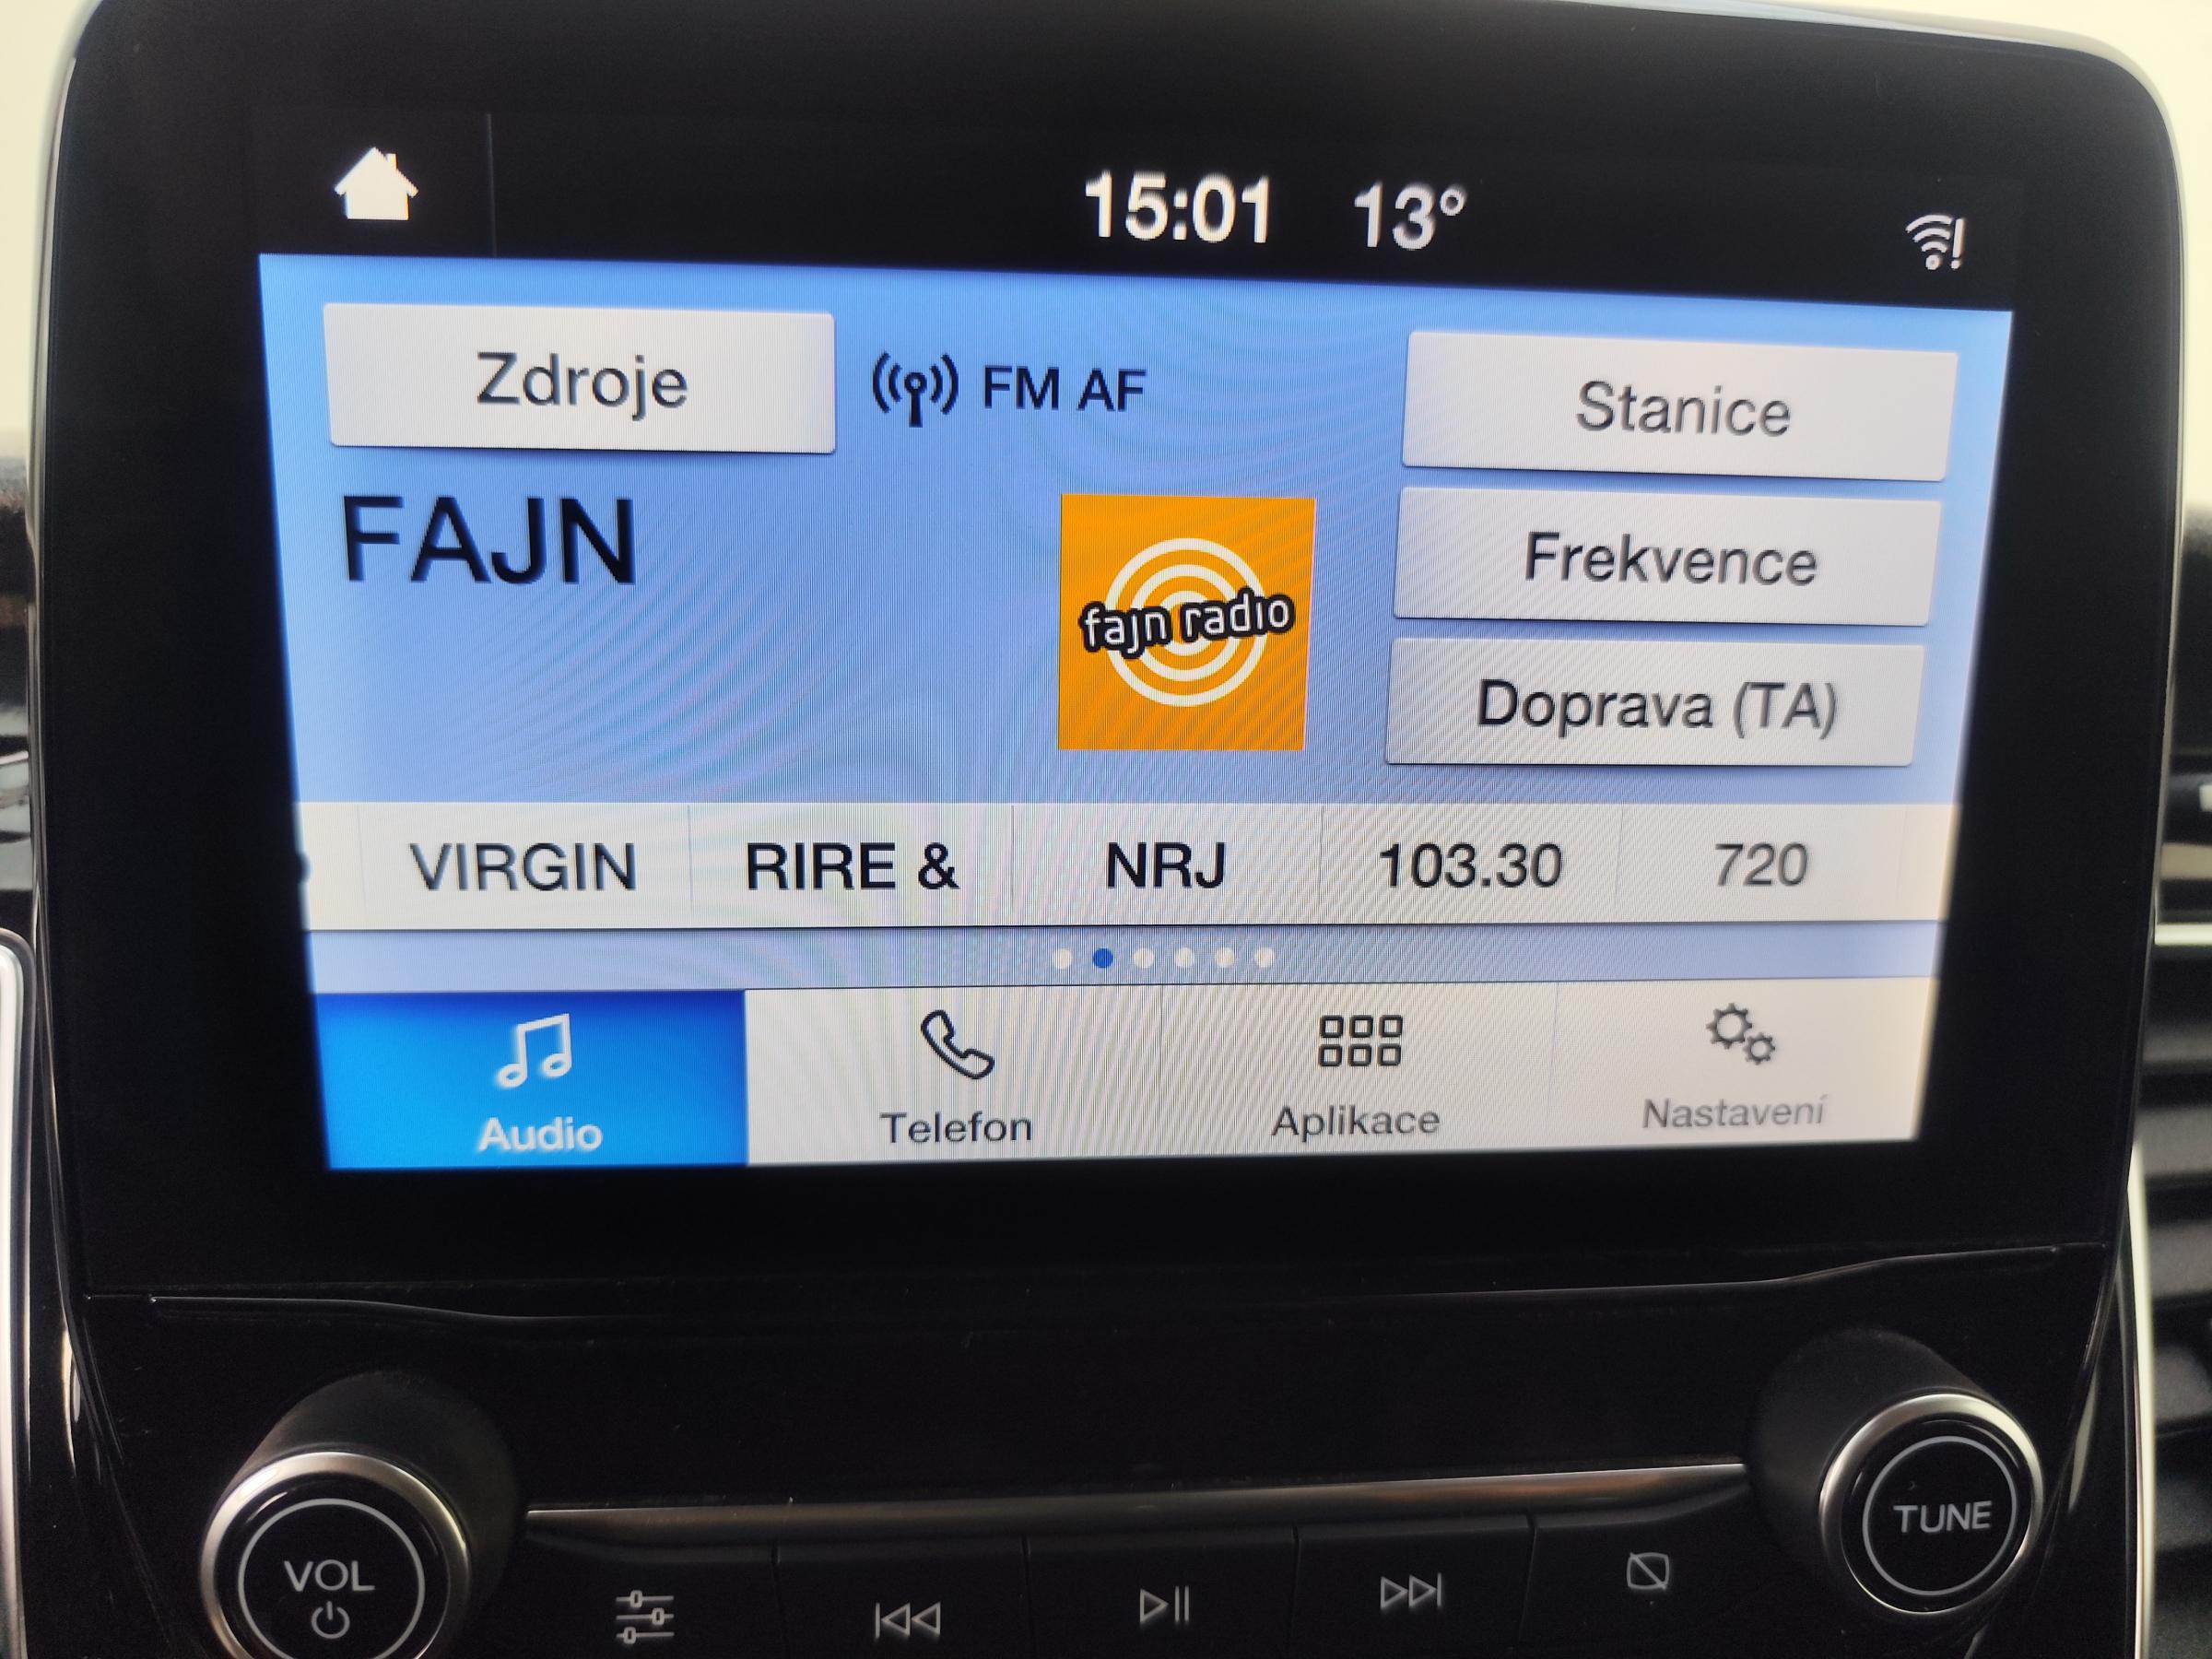 15:01 13°
Zdroje
FM AF
Stanice
FAJN
fajn radio
Frekvence
Doprava (TA)
VIRGIN
RIRE &
NRJ
103.30
720
Audio
Telefon
Aplikace
Nastavení
VOL
TUNE